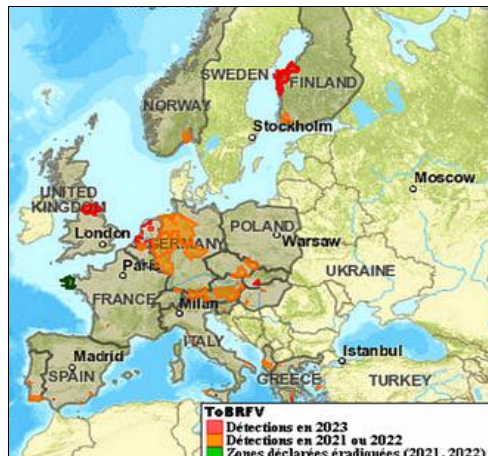 SWEDEN
FINLAND
NORWAY
Stockholm
Moscow
UNITED
KINGDOM
London
POLAND
GERMANY
Warsaw
Paris
UKRAINE
FRANCE
Milan
ITALY
Madrid
SPAIN
Istanbul
GREECE
TURKEY
ToBRFV
Détections en 2023
Détections en 2021 ou 2022
Zones déclarées éradiquées (2021, 2022)